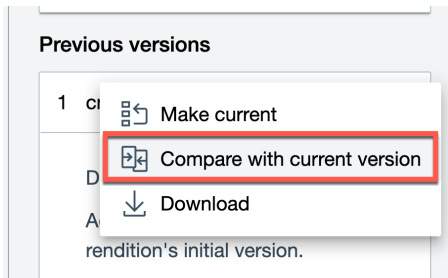 Previous versions
1
Make current
Compare with current version
Download
rendition's initial version.